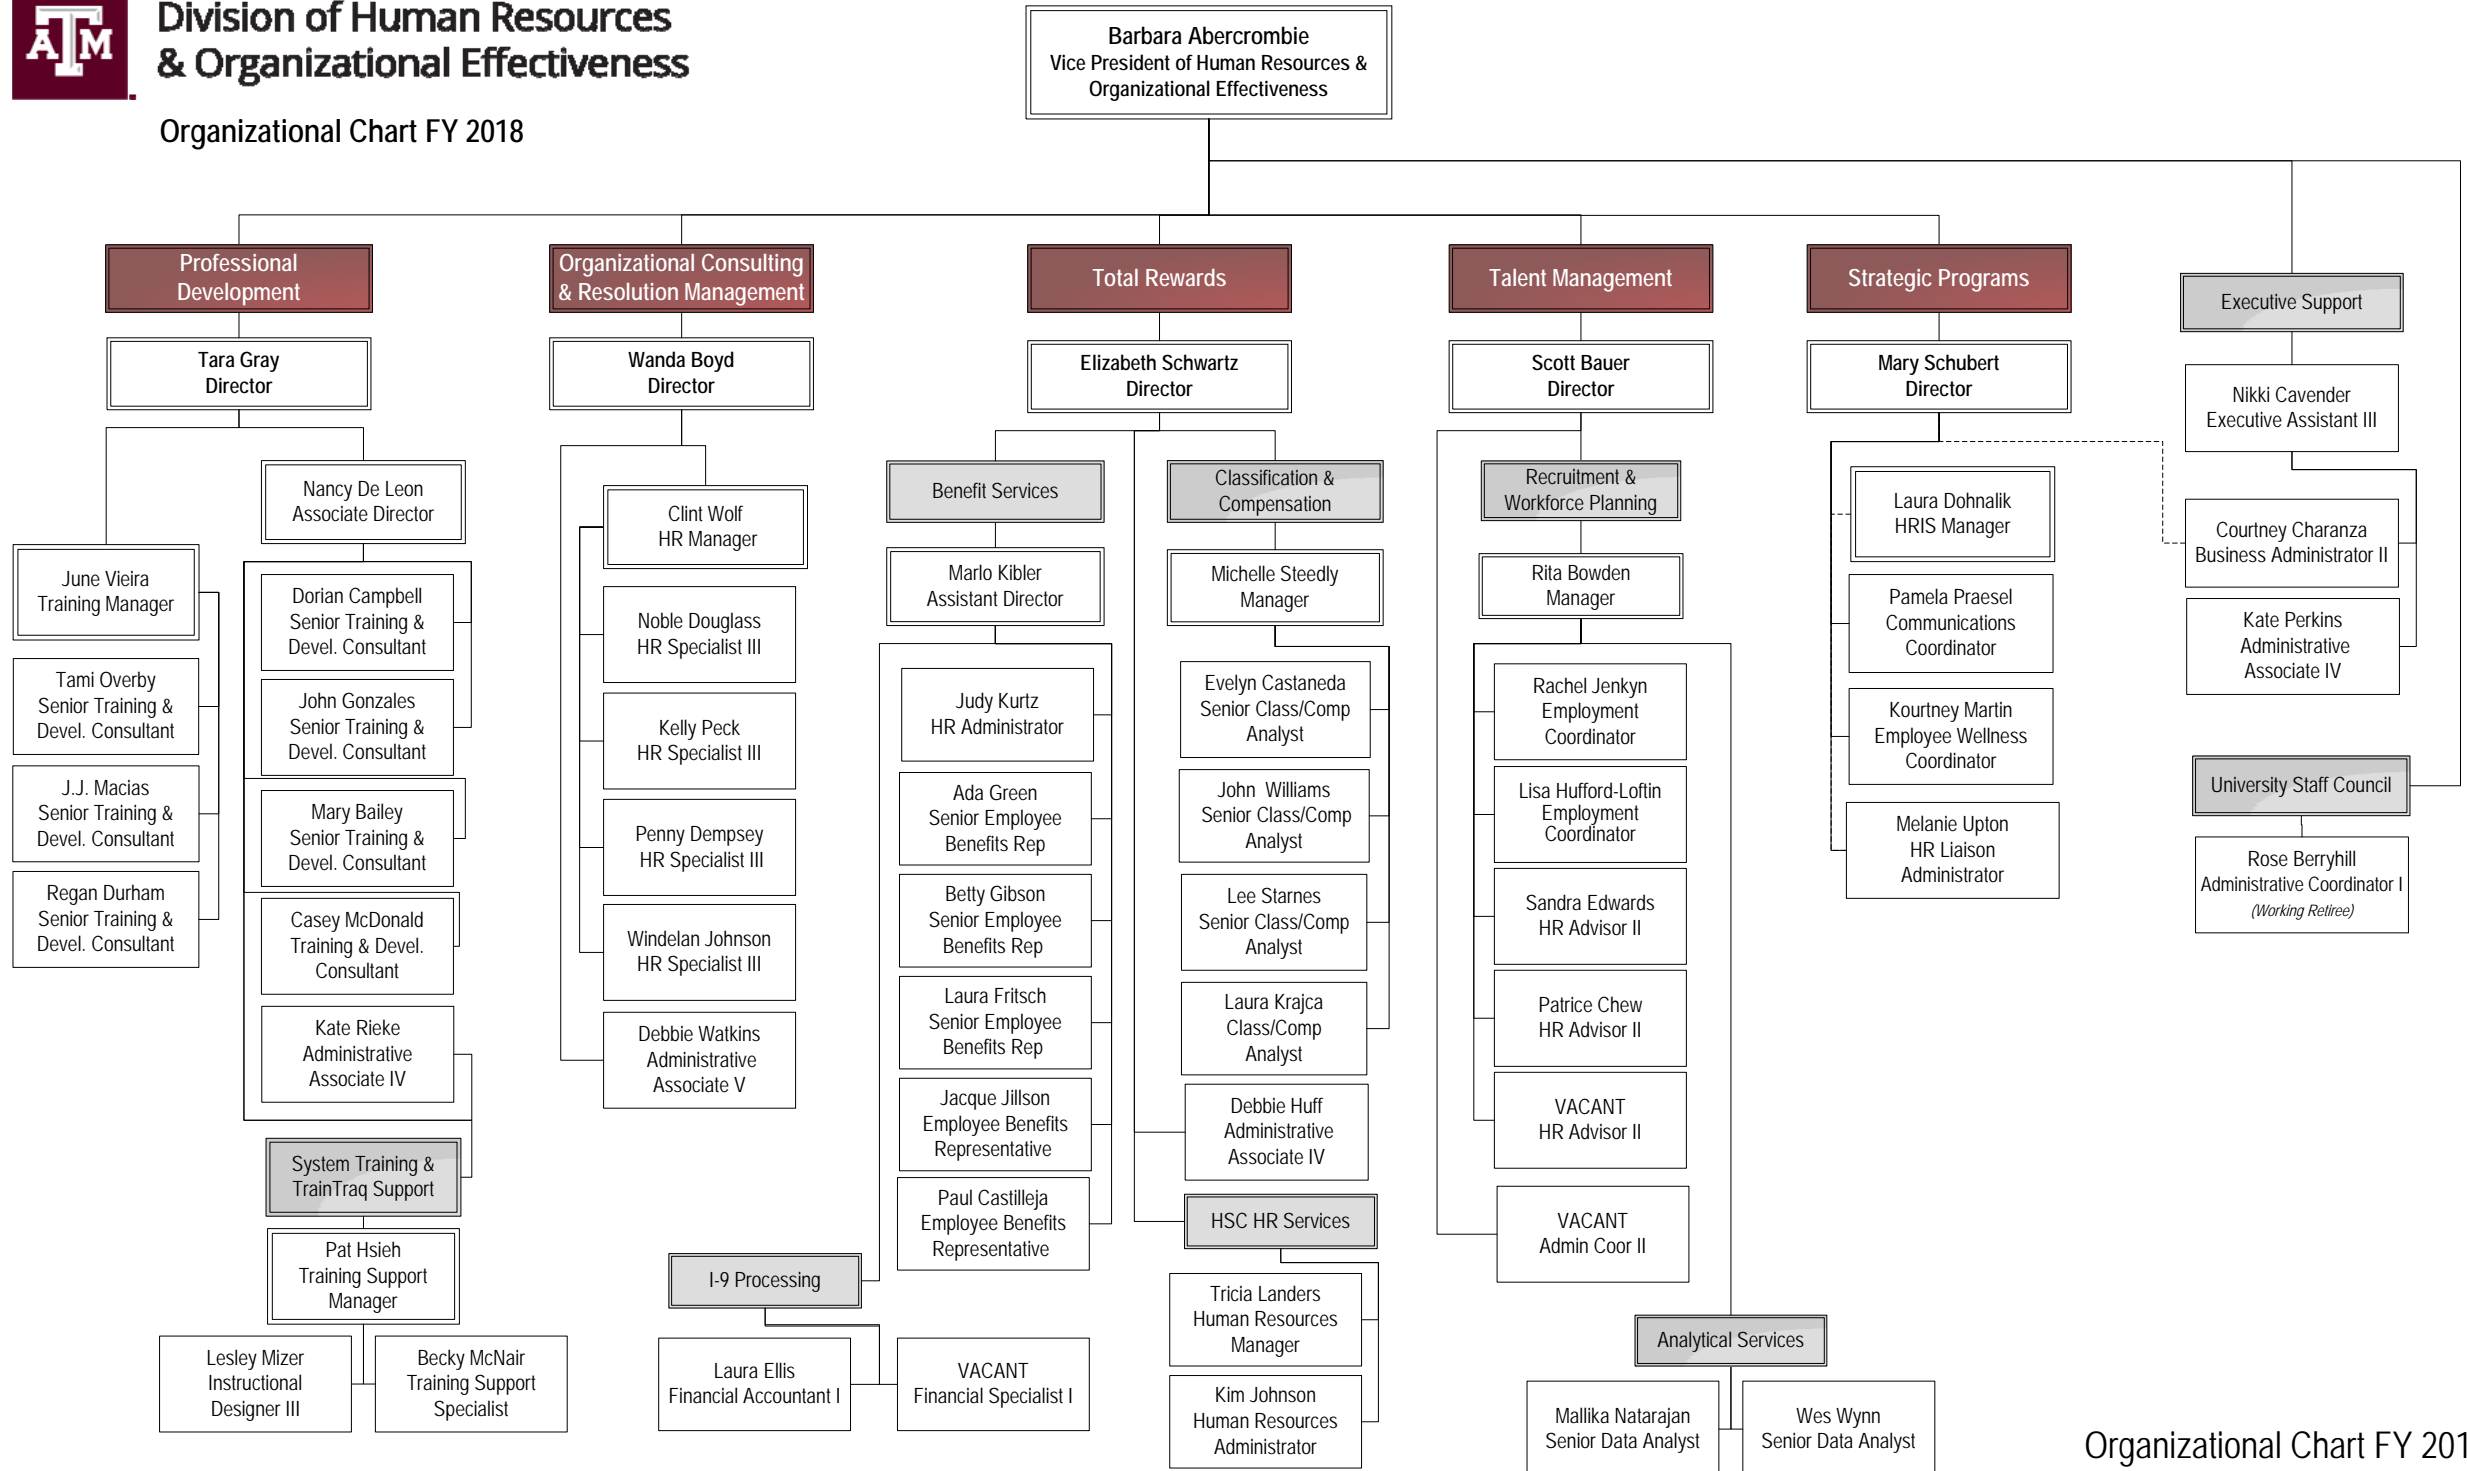 Division of Human Resources
& Organizational Effectiveness
Organizational Chart FY 2018
Barbara Abercrombie
Vice President of Human Resources &
Organizational Effectiveness
Professional
Development
Organizational Consulting
& Resolution Management
Total Rewards
Talent Management
Strategic Programs
Executive Support
Tara Gray
Director
Wanda Boyd
Director
Elizabeth Schwartz
Director
Scott Bauer
Director
Mary Schubert
Director
Nikki Cavender
Executive Assistant III
Courtney Charanza
Business Administrator II
Kate Perkins
Administrative
Associate IV
University Staff Council
Rose Berryhill
Administrative Coordinator I
(Working Retiree)
June Vieira
Training Manager
Tami Overby
Senior Training &
Devel. Consultant
J.J. Macias
Senior Training &
Devel. Consultant
Regan Durham
Senior Training &
Devel. Consultant
Nancy De Leon
Associate Director
Dorian Campbell
Senior Training &
Devel. Consultant
John Gonzales
Senior Training &
Devel. Consultant
Mary Bailey
Senior Training &
Devel. Consultant
Casey McDonald
Training & Devel.
Consultant
Kate Rieke
Administrative
Associate IV
System Training &
TrainTraq Support
Pat Hsieh
Training Support
Manager
Lesley Mizer
Instructional
Designer III
Becky McNair
Training Support
Specialist
Clint Wolf
HR Manager
Noble Douglass
HR Specialist III
Kelly Peck
HR Specialist III
Penny Dempsey
HR Specialist III
Windelan Johnson
HR Specialist III
Debbie Watkins
Administrative
Associate V
Benefit Services
Marlo Kibler
Assistant Director
Judy Kurtz
HR Administrator
Ada Green
Senior Employee
Benefits Rep
Betty Gibson
Senior Employee
Benefits Rep
Laura Fritsch
Senior Employee
Benefits Rep
Jacque Jillson
Employee Benefits
Representative
Paul Castilleja
Employee Benefits
Representative
I-9 Processing
Laura Ellis
Financial Accountant I
VACANT
Financial Specialist I
Classification &
Compensation
Michelle Steedly
Manager
Evelyn Castaneda
Senior Class/Comp
Analyst
John Williams
Senior Class/Comp
Analyst
Lee Starnes
Senior Class/Comp
Analyst
Laura Krajca
Class/Comp
Analyst
Debbie Huff
Administrative
Associate IV
HSC HR Services
Tricia Landers
Human Resources
Manager
Kim Johnson
Human Resources
Administrator
Recruitment &
Workforce Planning
Rita Bowden
Manager
Rachel Jenkyn
Employment
Coordinator
Lisa Hufford-Loftin
Employment
Coordinator
Sandra Edwards
HR Advisor II
Patrice Chew
HR Advisor II
VACANT
HR Advisor II
VACANT
Admin Coor II
Analytical Services
Mallika Natarajan
Senior Data Analyst
Wes Wynn
Senior Data Analyst
Laura Dohnalik
HRIS Manager
Pamela Praesel
Communications
Coordinator
Kourtney Martin
Employee Wellness
Coordinator
Melanie Upton
HR Liaison
Administrator
Organizational Chart FY 201
ATM